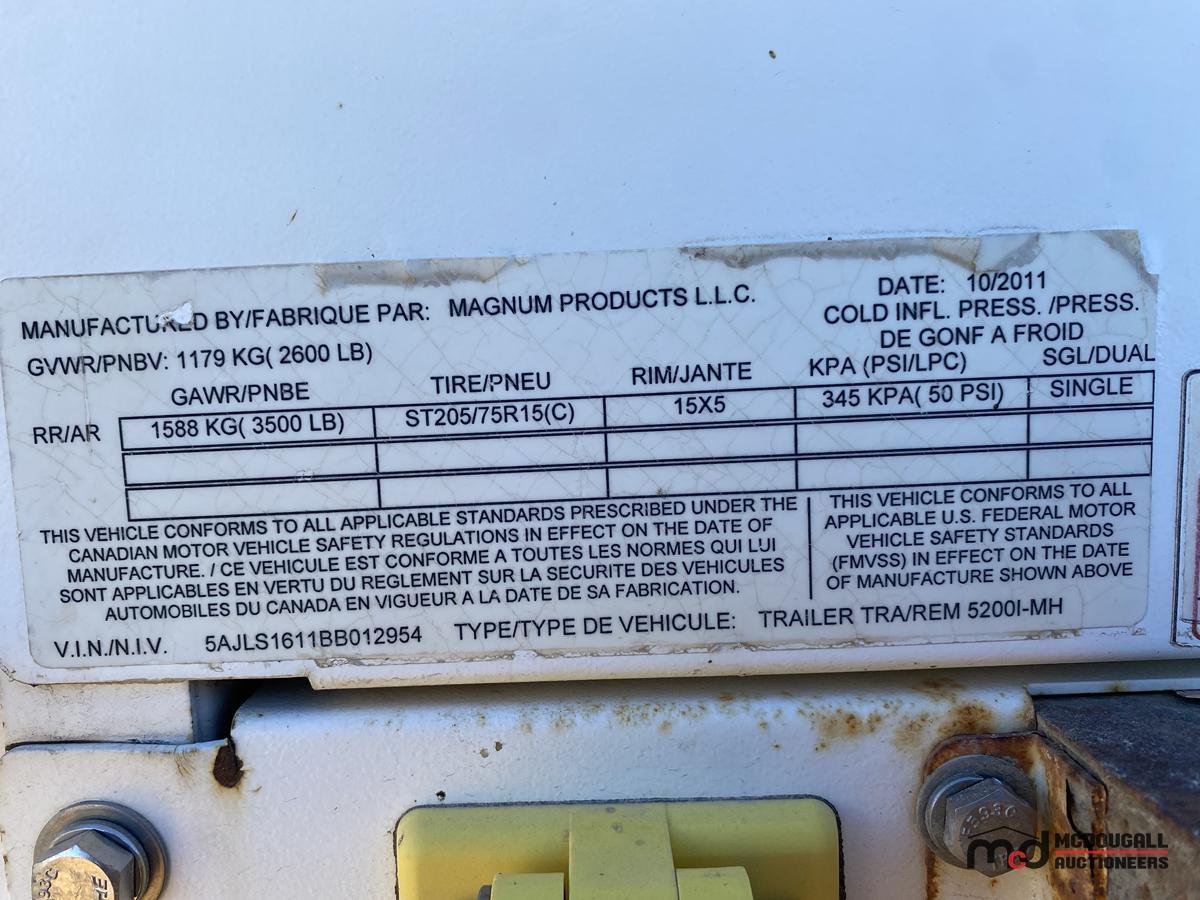 MANUFACTURED BY/FABRIQUE PAR: MAGNUM PRODUCTS L.L.C.
DATE: 10/2011
GVWR/PNBV: 1179 KG( 2600 LB)
COLD INFL. PRESS. /PRESS.
DE GONF A FROID
GAWR/PNBE TIRE/PNEU RIM/JANTE KPA (PSI/LPC) SGL/DUAL
RR/AR 1588 KG( 3500 LB) ST205/75R15(C) 15X5 345 KPA( 50 PSI) SINGLE
THIS VEHICLE CONFORMS TO ALL APPLICABLE STANDARDS PRESCRIBED UNDER THE
CANADIAN MOTOR VEHICLE SAFETY REGULATIONS IN EFFECT ON THE DATE OF
MANUFACTURE. / CE VEHICULE EST CONFORME A TOUTES LES NORMES QUI LUI
SONT APPLICABLES EN VERTU DU REGLEMENT SUR LA SECURITE DES VEHICULES
AUTOMOBILES DU CANADA EN VIGUEUR A LA DATE DE SA FABRICATION.
THIS VEHICLE CONFORMS TO ALL
APPLICABLE U.S. FEDERAL MOTOR
VEHICLE SAFETY STANDARDS
(FMVSS) IN EFFECT ON THE DATE
OF MANUFACTURE SHOWN ABOVE
V.I.N./N.I.V. 5AJLS1611BB012954 TYPE/TYPE DE VEHICULE: TRAILER TRA/REM 5200I-MH
mcd MCDOUGALL
AUCTIONEERS